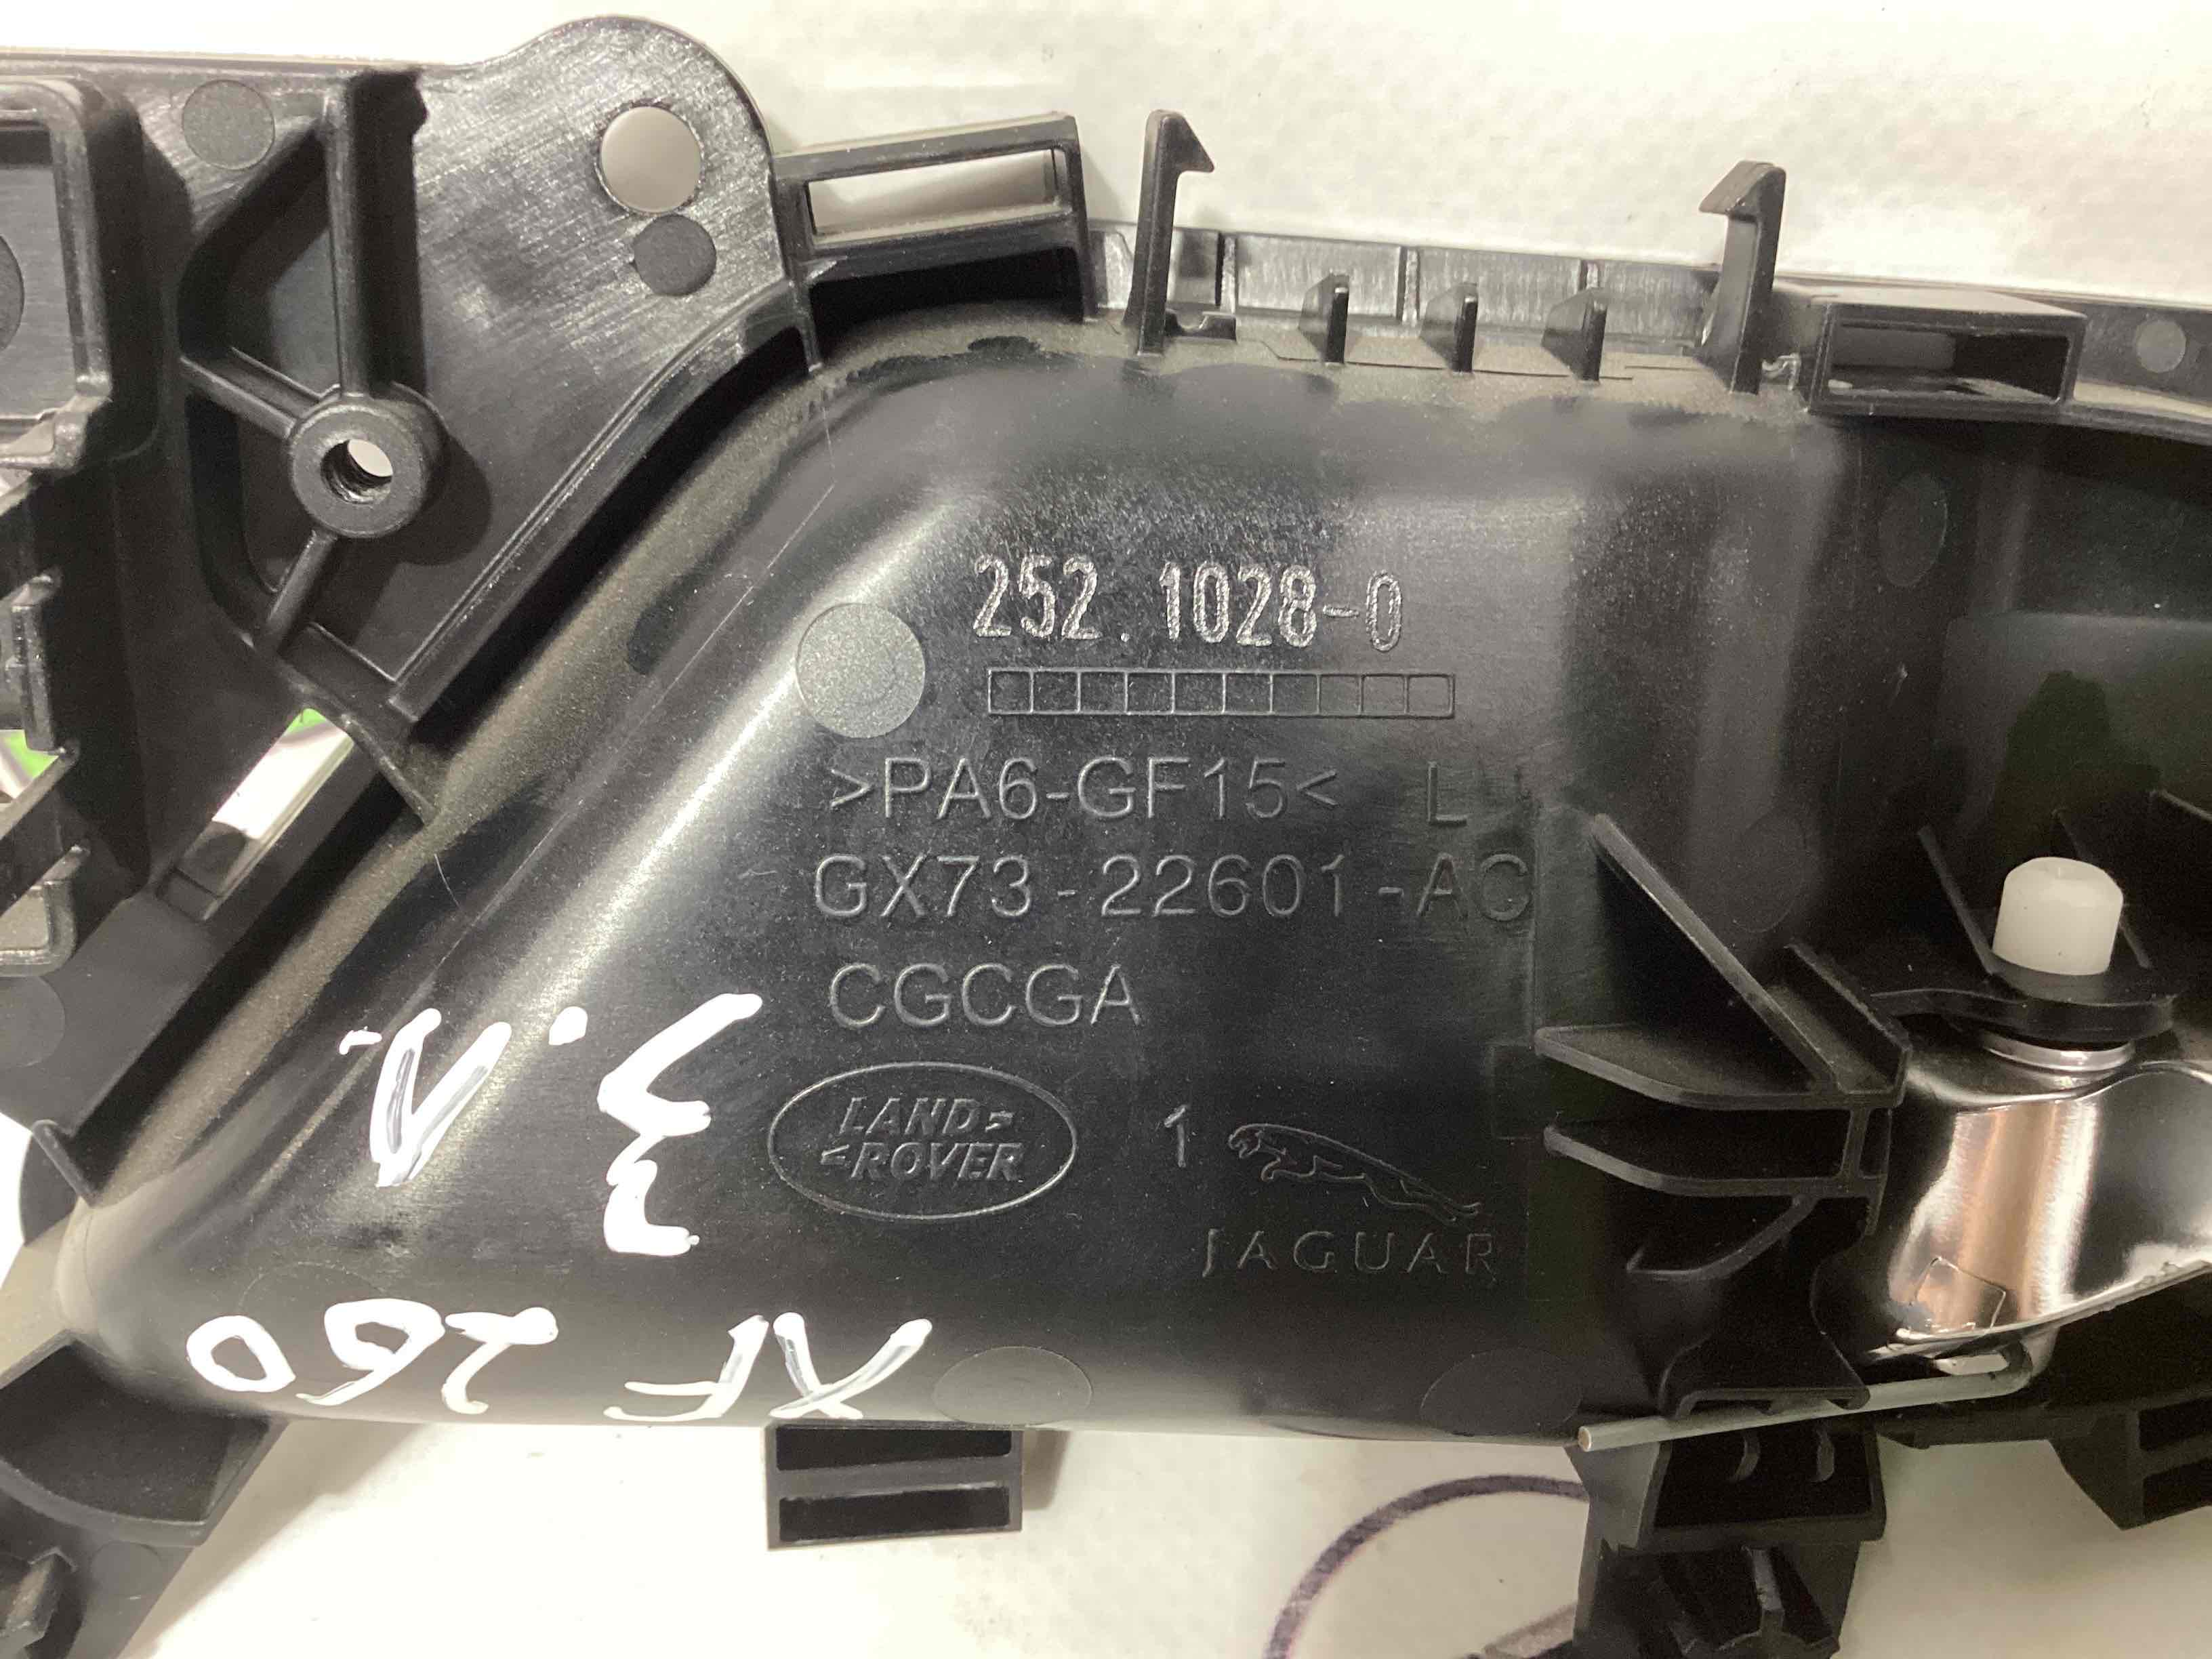 252.1028-0
>PA6-GF15< L
GX73-22601-AC
CGCGA
LAND
ROVER
1
JAGUAR
XF 260